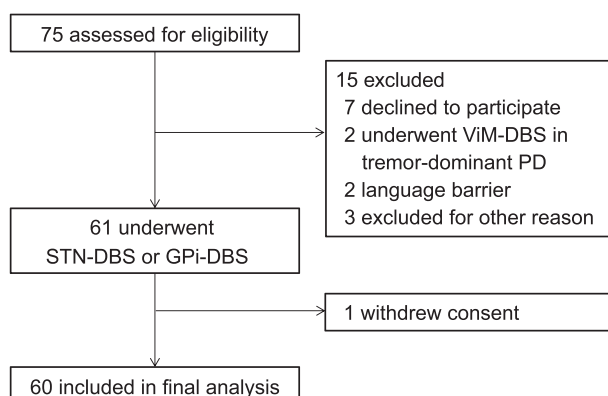 75 assessed for eligibility
15 excluded
7 declined to participate
2 underwent ViM-DBS in
tremor-dominant PD
2 language barrier
3 excluded for other reason
61 underwent
STN-DBS or GPi-DBS
1 withdrew consent
60 included in final analysis